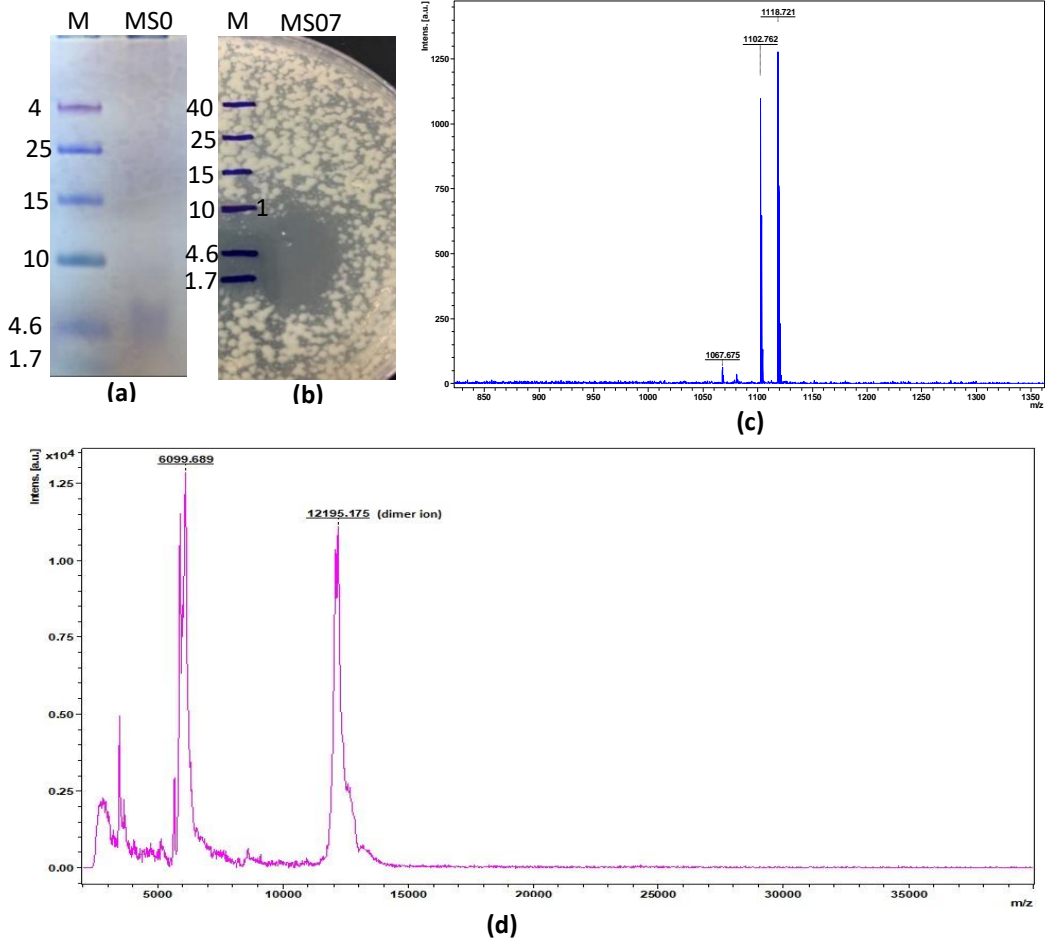 M MS0
4
25
15
10
4.6
1.7
(a)
M MS07
40
25
15
10 1
4.6
1.7
(b)
Intens. [a.u.]
1118.721
1102.762
1067.675
1250
1000
750
500
250
0
850 900 950 1000 1050 1100 1150 1200 1250 1300 1350
m/z
(c)
Intens. [a.u.]
x10⁴
6099.689
12195.175 (dimer ion)
1.25
1.00
0.75
0.50
0.25
0.00
5000 10000 15000 20000 25000 30000 35000
m/z
(d)